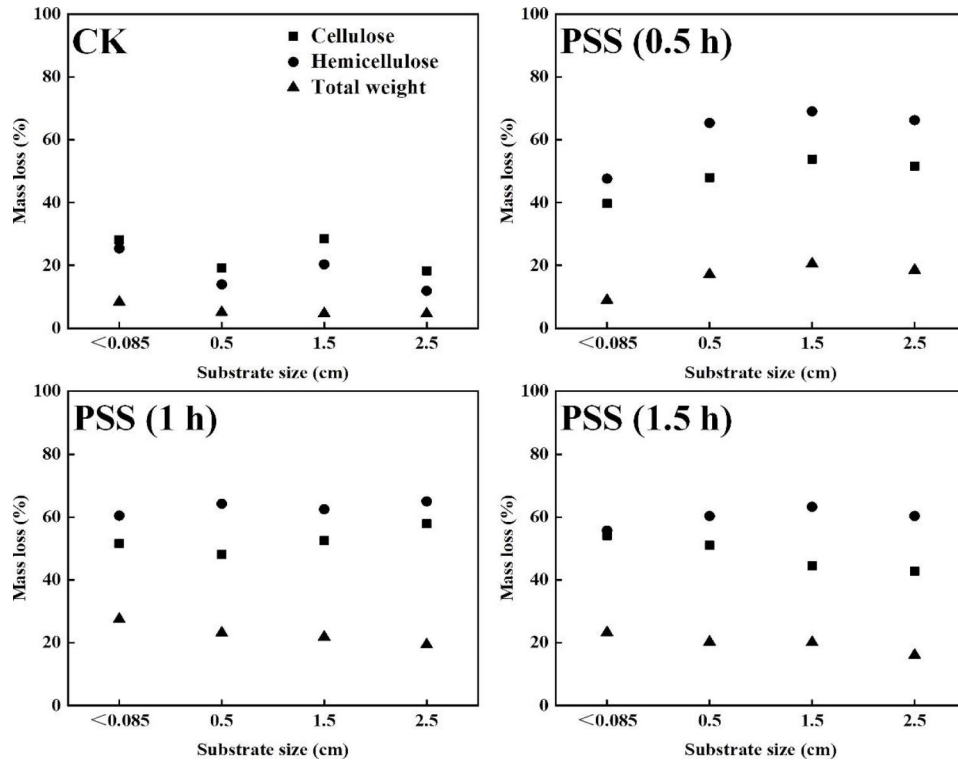 CK
Cellulose
Hemicellulose
Total weight
100
80
60
40
20
0
Mass loss (%)
<0.085 0.5 1.5 2.5
Substrate size (cm)
PSS (0.5 h)
100
80
60
40
20
0
Mass loss (%)
<0.085 0.5 1.5 2.5
Substrate size (cm)
PSS (1 h)
100
80
60
40
20
0
Mass loss (%)
<0.085 0.5 1.5 2.5
Substrate size (cm)
PSS (1.5 h)
100
80
60
40
20
0
Mass loss (%)
<0.085 0.5 1.5 2.5
Substrate size (cm)